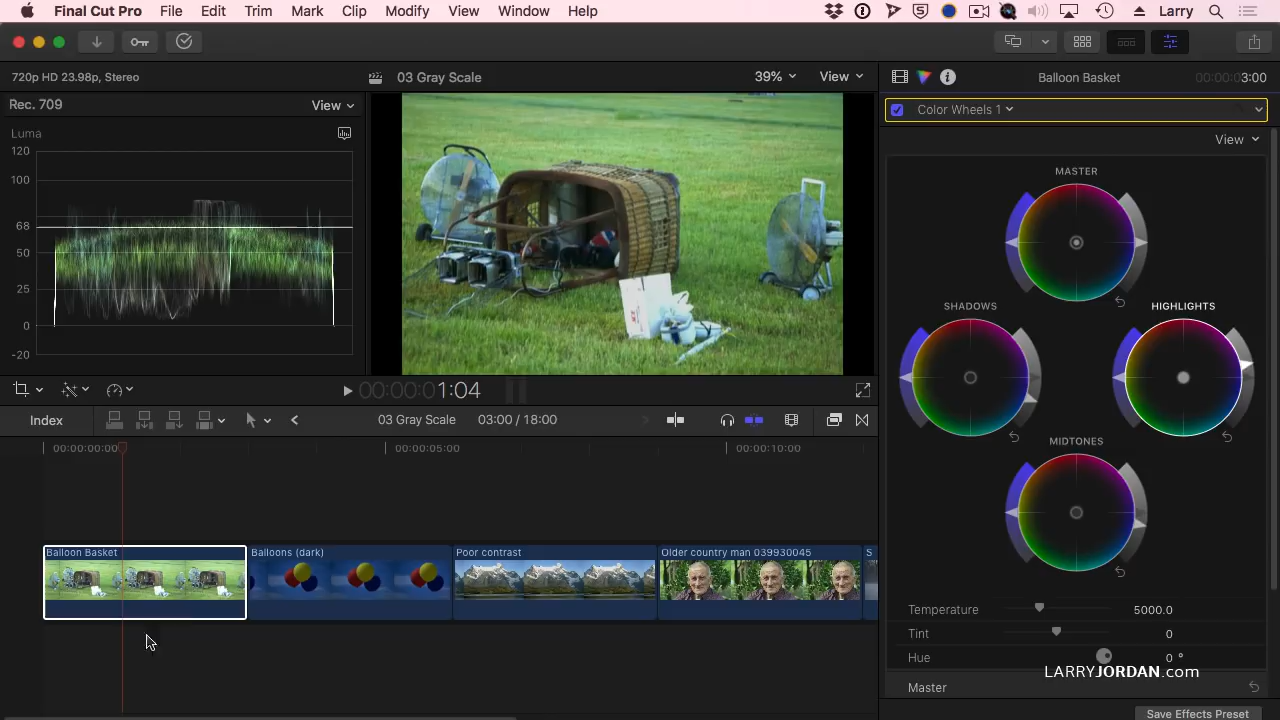 Final Cut Pro File Edit Trim Mark Clip Modify View Window Help Larry
720p HD 23.98p, Stereo 03 Gray Scale 39% View Balloon Basket 00:00:00:03:00
Rec. 709 View Color Wheels 1
Luma View
120
100
68
50
25
0
-20
MASTER
SHADOWS HIGHLIGHTS
MIDTONES
00:00:00:01:04
Index 03 Gray Scale 03:00 / 18:00
00:00:00:00 00:00:05:00 00:00:10:00
Balloon Basket Balloons (dark) Poor contrast Older country man 039930045 S
Temperature 5000.0
Tint 0
Hue 0 °
LARRYJORDAN.com
Master
Save Effects Preset